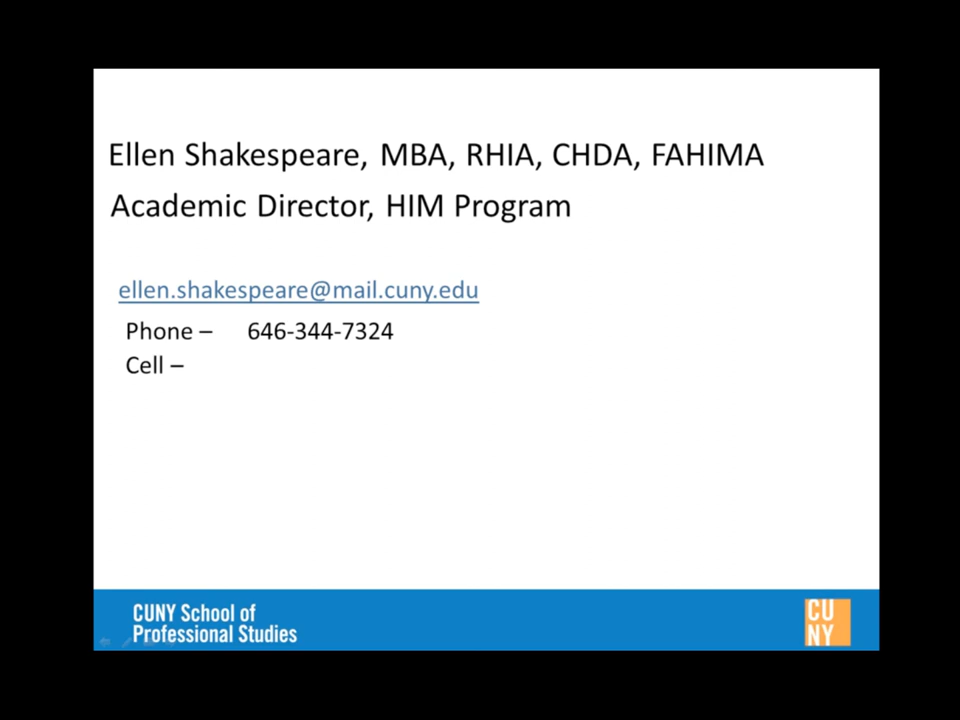 Ellen Shakespeare, MBA, RHIA, CHDA, FAHIMA
Academic Director, HIM Program
ellen.shakespeare@mail.cuny.edu
Phone – 646-344-7324
Cell –
CUNY School of
Professional Studies
CU
NY